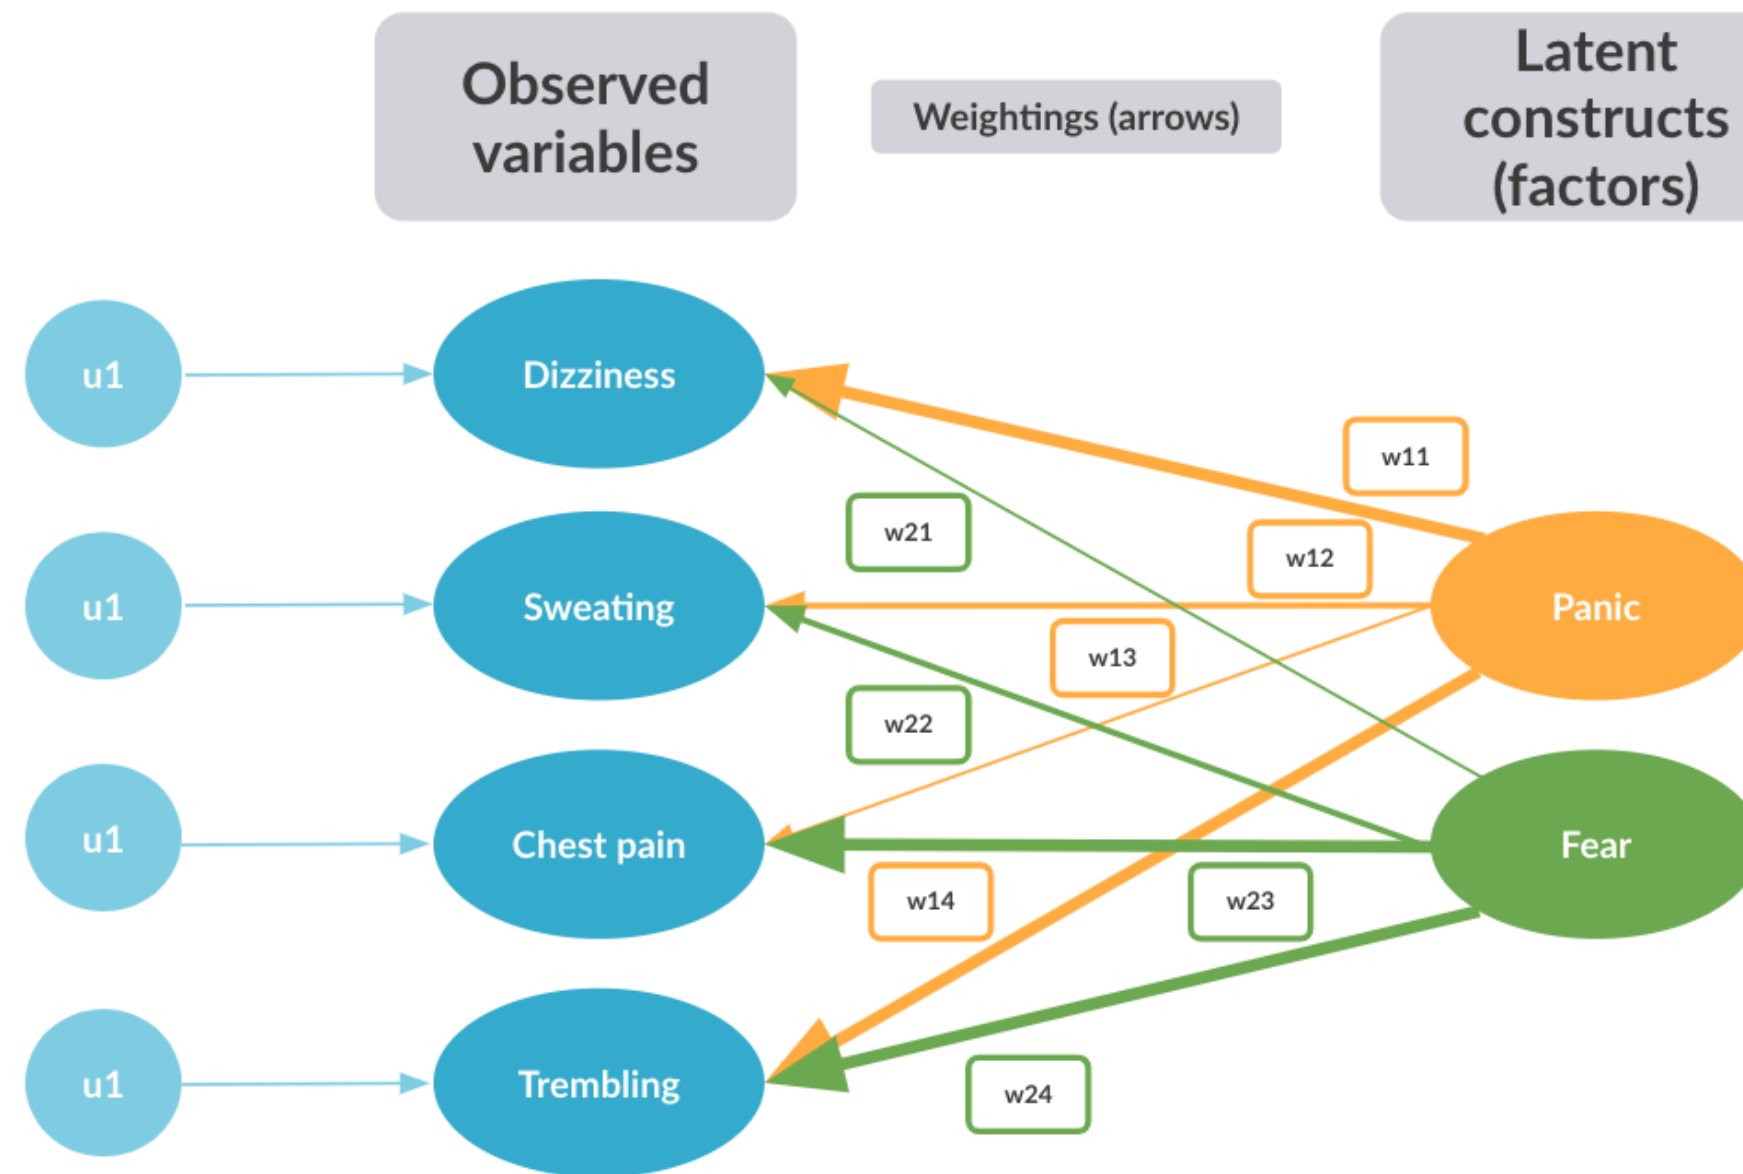 Observed
variables
Weightings (arrows)
Latent
constructs
(factors)
u1
Dizziness
w11
w21
w12
u1
Sweating
Panic
w13
w22
u1
Chest pain
Fear
w14
w23
u1
Trembling
w24